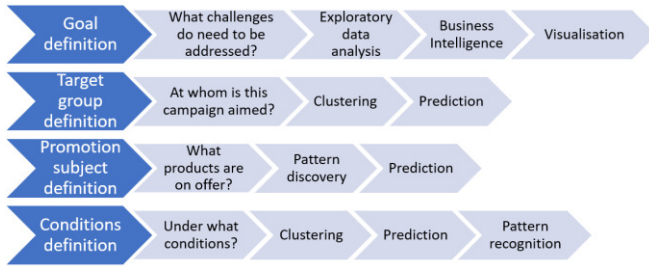 Goal
definition
What challenges
do need to be
addressed?
Exploratory
data
analysis
Business
Intelligence
Visualisation
Target
group
definition
At whom is this
campaign aimed?
Clustering
Prediction
Promotion
subject
definition
What
products are
on offer?
Pattern
discovery
Prediction
Conditions
definition
Under what
conditions?
Clustering
Prediction
Pattern
recognition